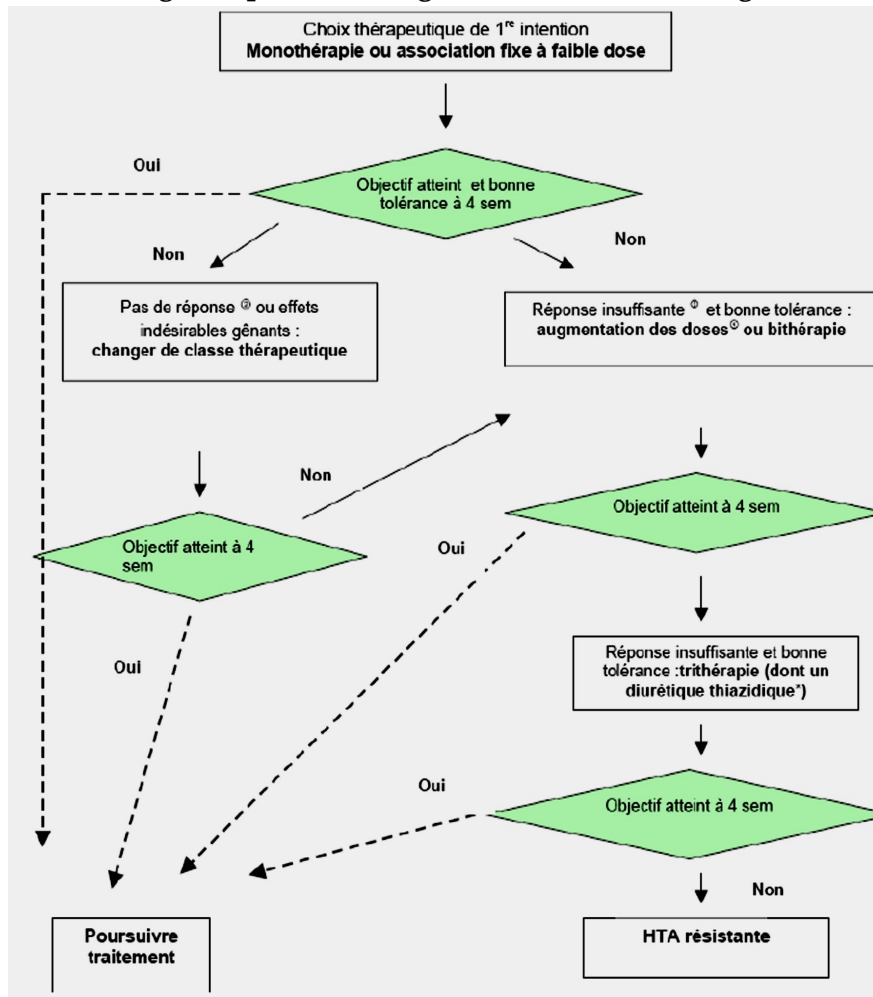 Choix thérapeutique de 1re intention
Monothérapie ou association fixe à faible dose
Oui
Objectif atteint et bonne
tolérance à 4 sem
Non
Non
Pas de réponse ② ou effets
indésirables gênants :
changer de classe thérapeutique
Réponse insuffisante et bonne tolérance :
augmentation des doses ou bithérapie
Non
Objectif atteint à 4 sem
Objectif atteint à 4
sem
Oui
Oui
Réponse insuffisante et bonne
tolérance :trithérapie (dont un
diurétique thiazidique*)
Oui
Objectif atteint à 4 sem
Non
Poursuivre
traitement
HTA résistante